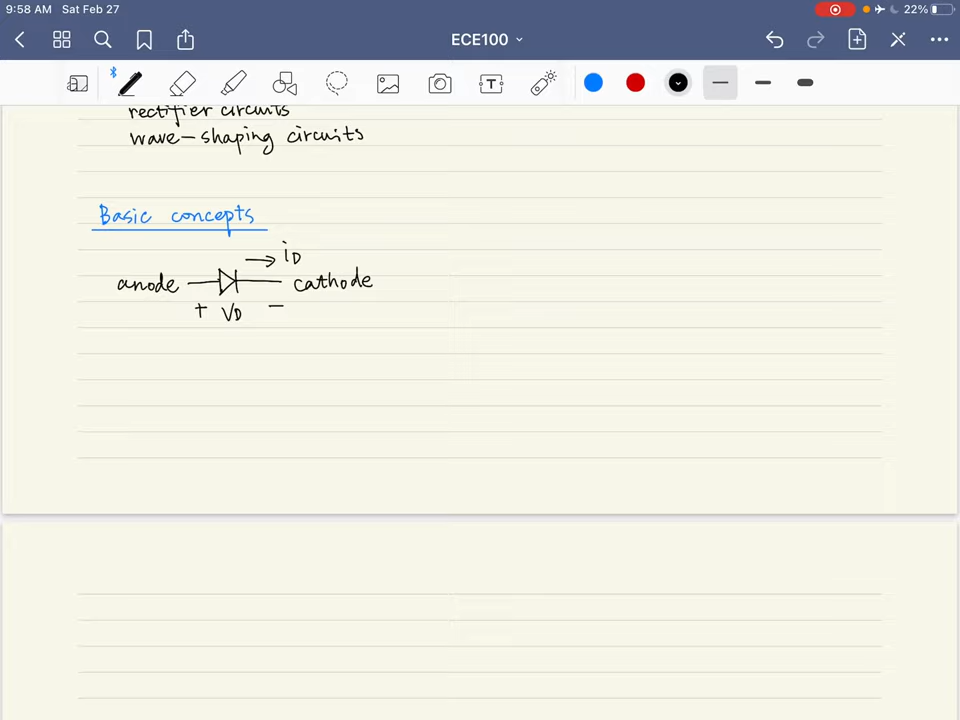 9:58 AM Sat Feb 27
22%
ECE100
T
rectifier circuits
wave-shaping circuits
Basic concepts
iD
anode cathode
+ VD -